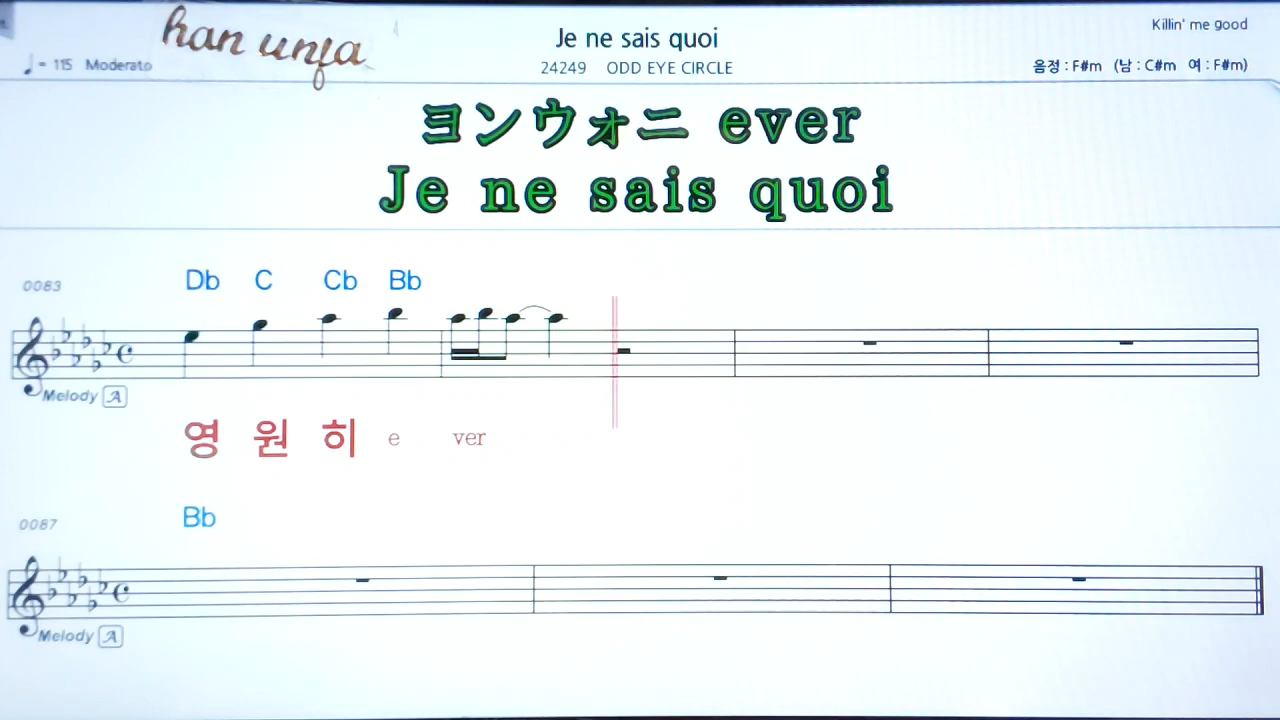 han unja
Je ne sais quoi
Killin' me good
♩ = 115 Moderato
24249 ODD EYE CIRCLE
음정 : F#m (남 : C#m 여 : F#m)
ヨンウォニ ever
Je ne sais quoi
0083
Db C Cb Bb
Melody A
영 원 히 e ver
0087
Bb
Melody A